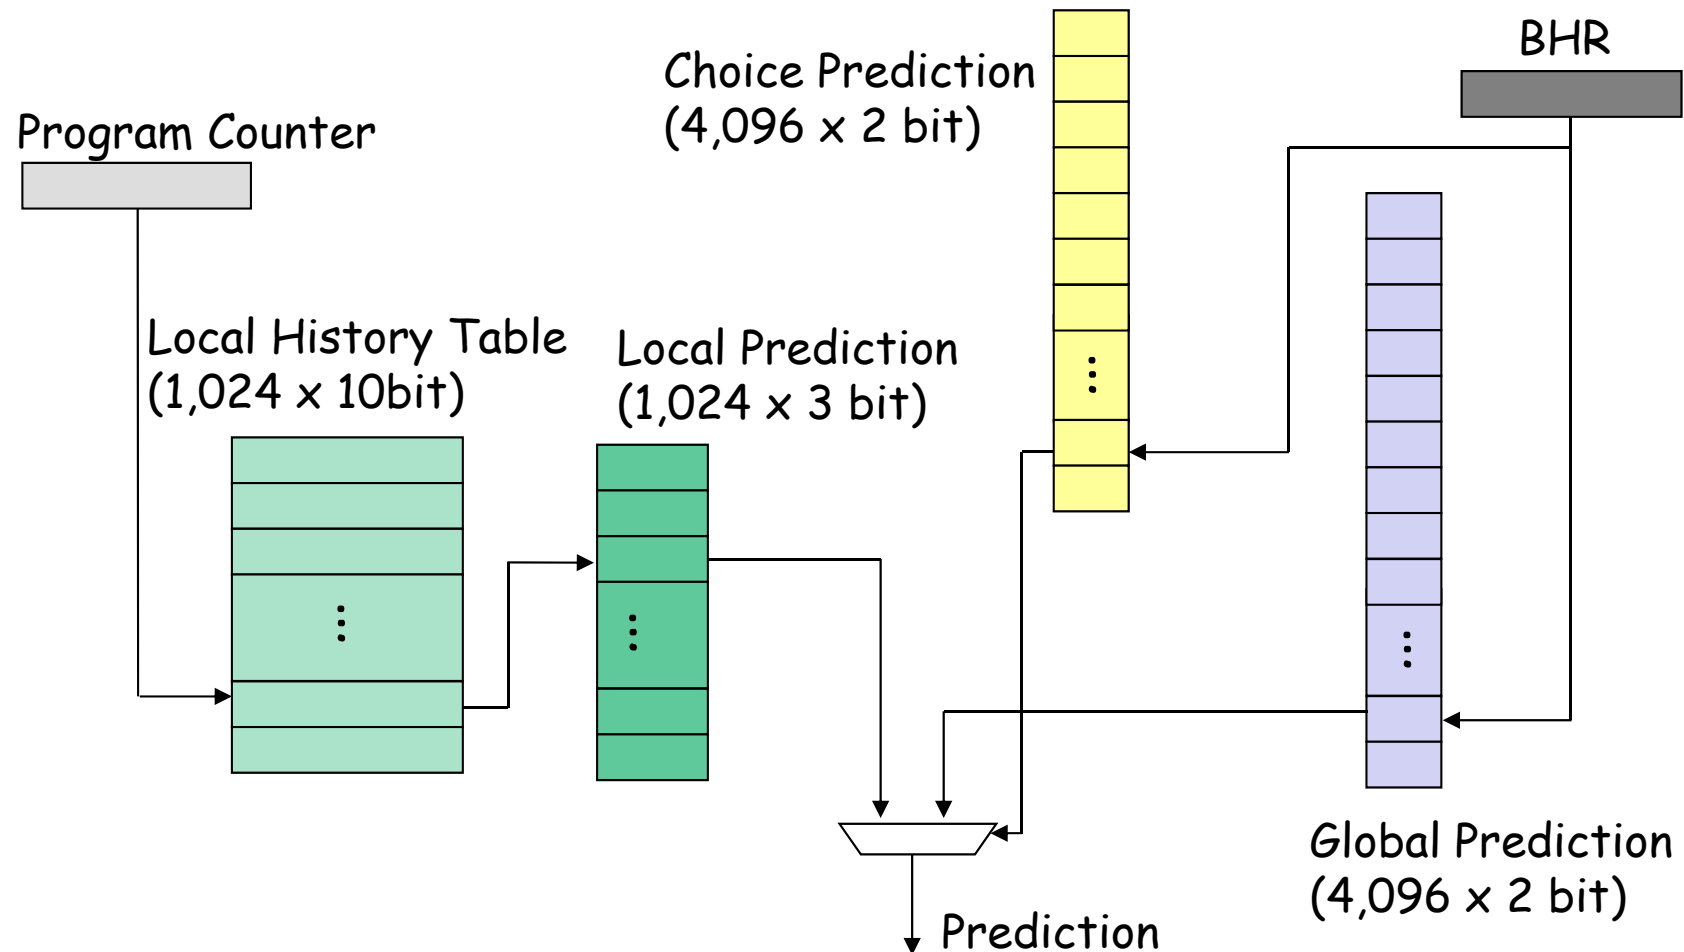 Choice Prediction
(4,096 x 2 bit)
BHR
Program Counter
Local History Table
(1,024 x 10bit)
Local Prediction
(1,024 x 3 bit)
Global Prediction
(4,096 x 2 bit)
Prediction